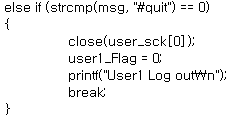 else if (strcmp(msg, "#quit") == 0)
{
close(user_sck[0]);
user1_Flag = 0;
printf("User1 Log out₩n");
break;
}